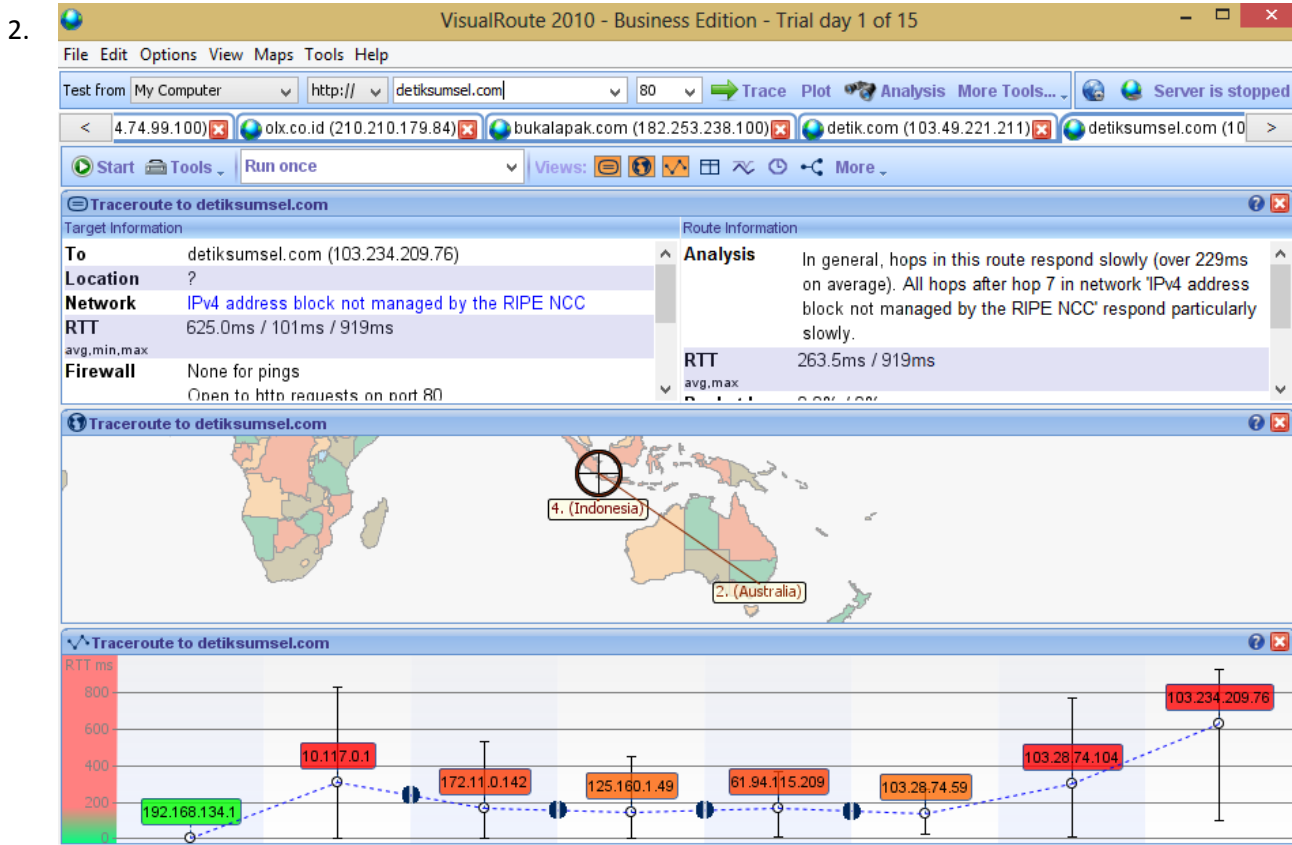 2.
VisualRoute 2010 - Business Edition - Trial day 1 of 15
File Edit Options View Maps Tools Help
Test from My Computer http:// detiksumsel.com 80 Trace Plot Analysis More Tools... Server is stopped
< 4.74.99.100) olx.co.id (210.210.179.84) bukalapak.com (182.253.238.100) detik.com (103.49.221.211) detiksumsel.com (10 >
Start Tools Run once Views: More
Traceroute to detiksumsel.com
Target Information
To detiksumsel.com (103.234.209.76)
Location ?
Network IPv4 address block not managed by the RIPE NCC
RTT 625.0ms / 101ms / 919ms
avg,min,max
Firewall None for pings
Open to http requests on port 80
Route Information
Analysis In general, hops in this route respond slowly (over 229ms
on average). All hops after hop 7 in network 'IPv4 address
block not managed by the RIPE NCC' respond particularly
slowly.
RTT 263.5ms / 919ms
avg,max
Traceroute to detiksumsel.com
4. (Indonesia)
2. (Australia)
Traceroute to detiksumsel.com
RTT ms
800
600
400
200
0
192.168.134.1
10.117.0.1
172.11.0.142
125.160.1.49
61.94.115.209
103.28.74.59
103.28.74.104
103.234.209.76